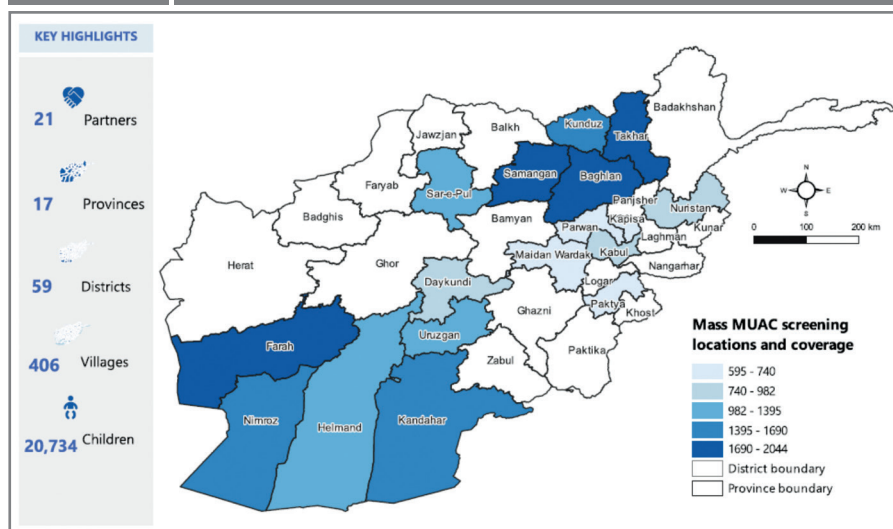 KEY HIGHLIGHTS
21 Partners
17 Provinces
59 Districts
406 Villages
20,734 Children
Badakhshan
Takhar
Kunduz
Balkh
Jawzjan
Samangan
Baghlan
Faryab
Sar-e-Pul
Badghis
Panjsher
Nuristan
Kapisa
Kunar
Bamyan
Parwan
Laghman
Kabul
Maidan Wardak
Nangarhar
Herat
Ghor
Logar
Daykundi
Paktya
Khost
Ghazni
Uruzgan
Farah
Zabul
Paktika
Nimroz
Helmand
Kandahar
N
W E
S
0 100 200 km
Mass MUAC screening
locations and coverage
595 - 740
740 - 982
982 - 1395
1395 - 1690
1690 - 2044
District boundary
Province boundary